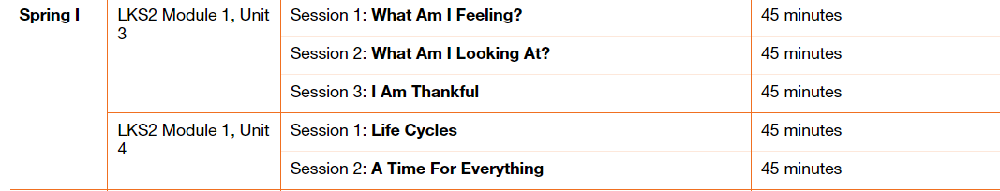 Spring I
LKS2 Module 1, Unit
3
Session 1: What Am I Feeling?
45 minutes
Session 2: What Am I Looking At?
45 minutes
Session 3: I Am Thankful
45 minutes
LKS2 Module 1, Unit
4
Session 1: Life Cycles
45 minutes
Session 2: A Time For Everything
45 minutes